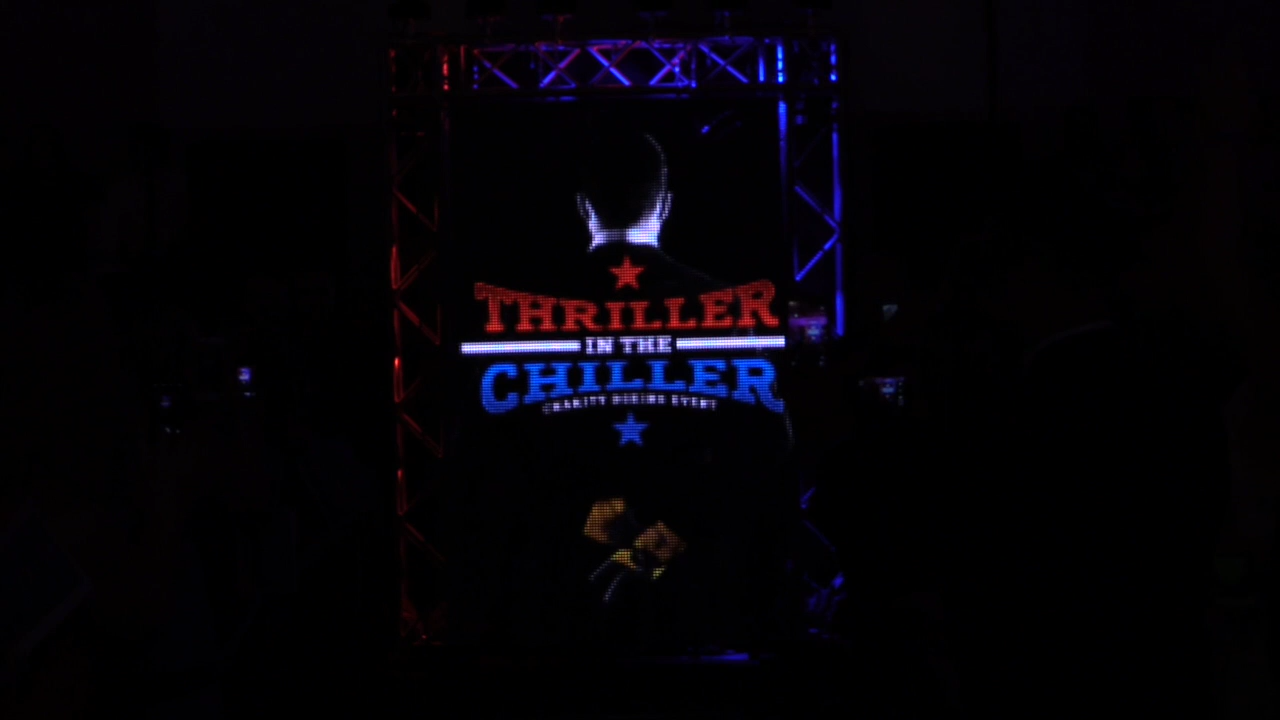 THRILLER
IN THE
CHILLER
CHARITY BOXING EVENT